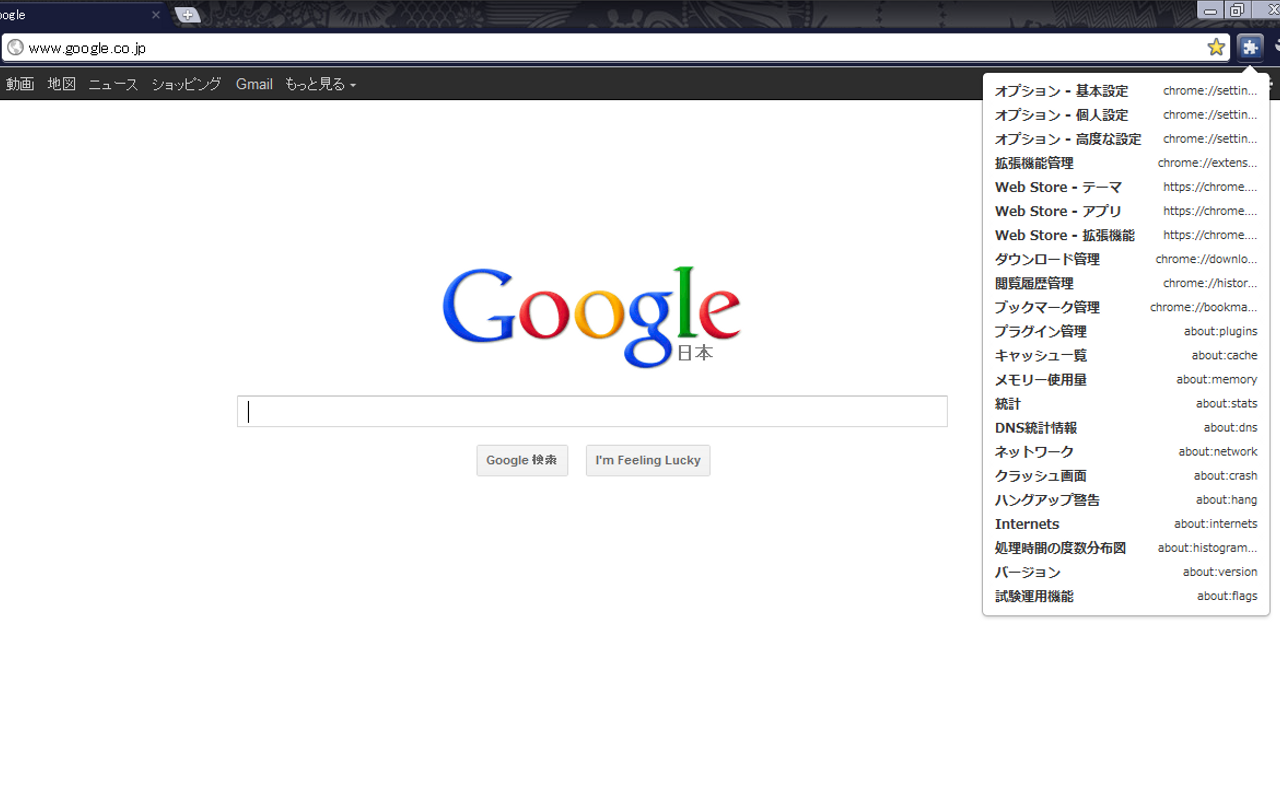 oogle
www.google.co.jp
動画 地図 ニュース ショッピング Gmail もっと見る
Google
日本
Google 検索 I'm Feeling Lucky
オプション - 基本設定 chrome://settin...
オプション - 個人設定 chrome://settin...
オプション - 高度な設定 chrome://settin...
拡張機能管理 chrome://extens...
Web Store - テーマ https://chrome....
Web Store - アプリ https://chrome....
Web Store - 拡張機能 https://chrome....
ダウンロード管理 chrome://downlo...
閲覧履歴管理 chrome://histor...
ブックマーク管理 chrome://bookma...
プラグイン管理 about:plugins
キャッシュ一覧 about:cache
メモリー使用量 about:memory
統計 about:stats
DNS統計情報 about:dns
ネットワーク about:network
クラッシュ画面 about:crash
ハングアップ警告 about:hang
Internets about:internets
処理時間の度数分布図 about:histogram...
バージョン about:version
試験運用機能 about:flags